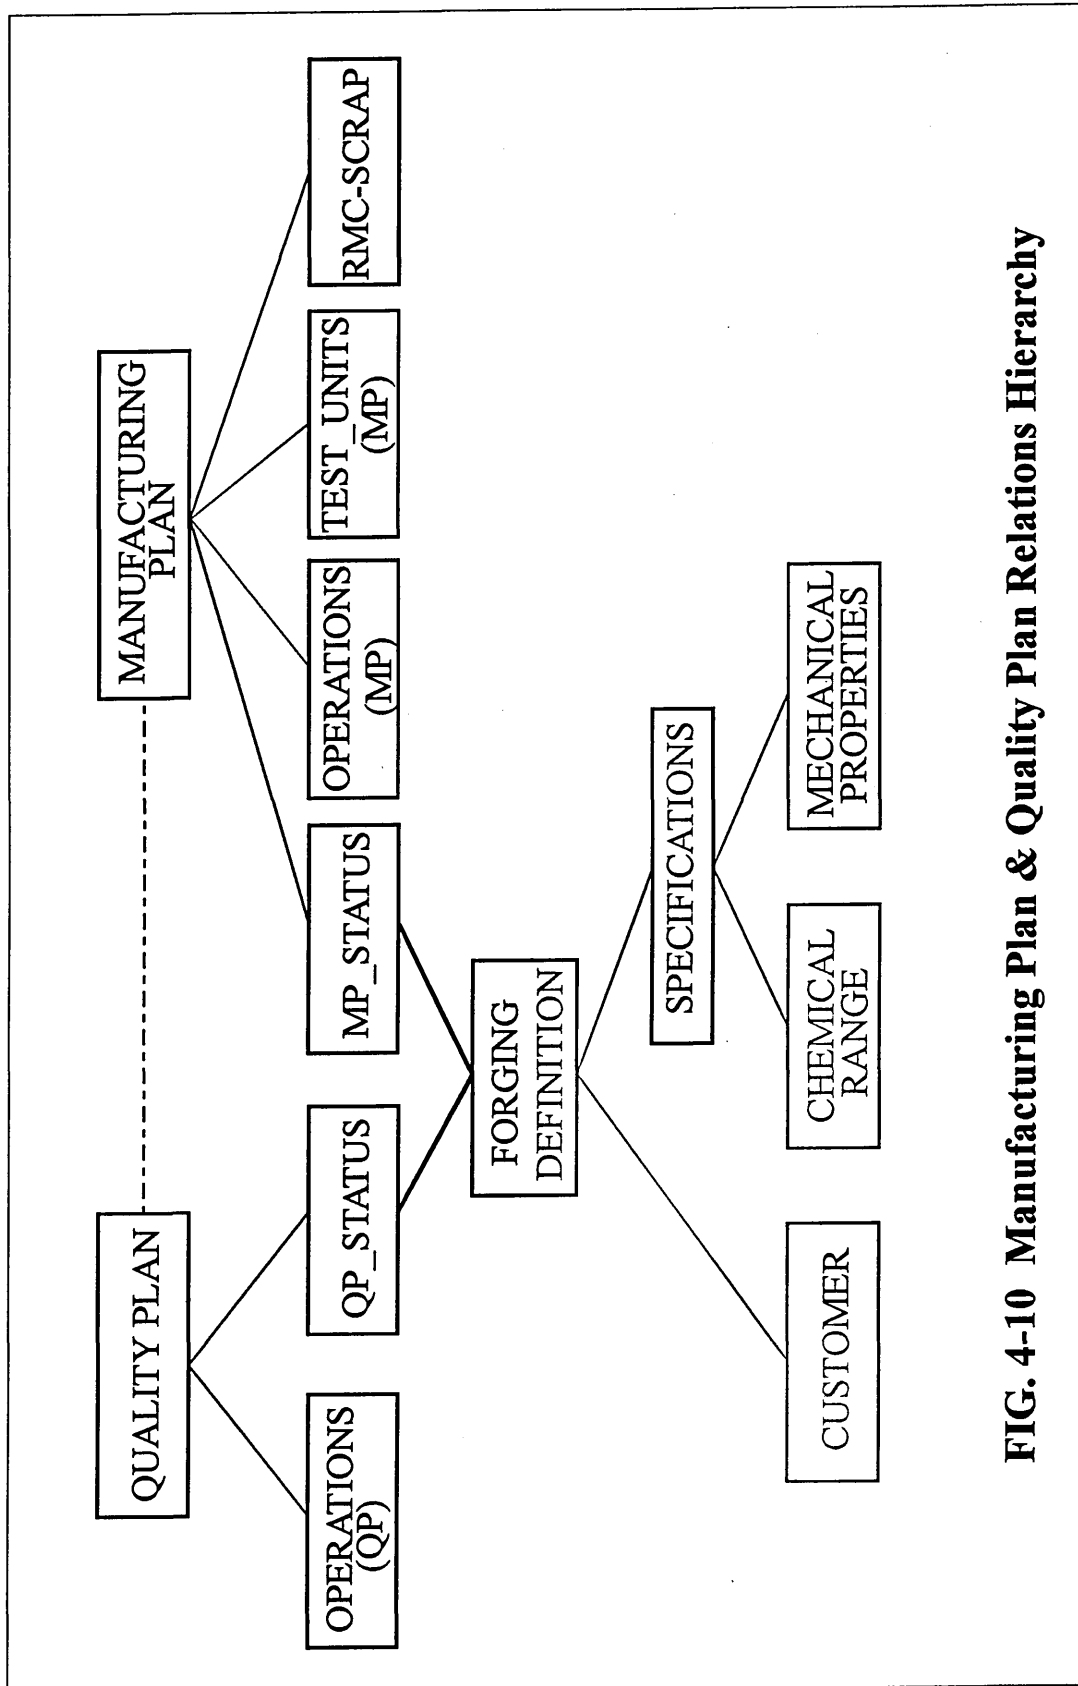 QUALITY PLAN
MANUFACTURING
PLAN
OPERATIONS
(QP)
QP_STATUS
MP_STATUS
OPERATIONS
(MP)
TEST_UNITS
(MP)
RMC-SCRAP
FORGING
DEFINITION
SPECIFICATIONS
CUSTOMER
CHEMICAL
RANGE
MECHANICAL
PROPERTIES
FIG. 4-10 Manufacturing Plan & Quality Plan Relations Hierarchy